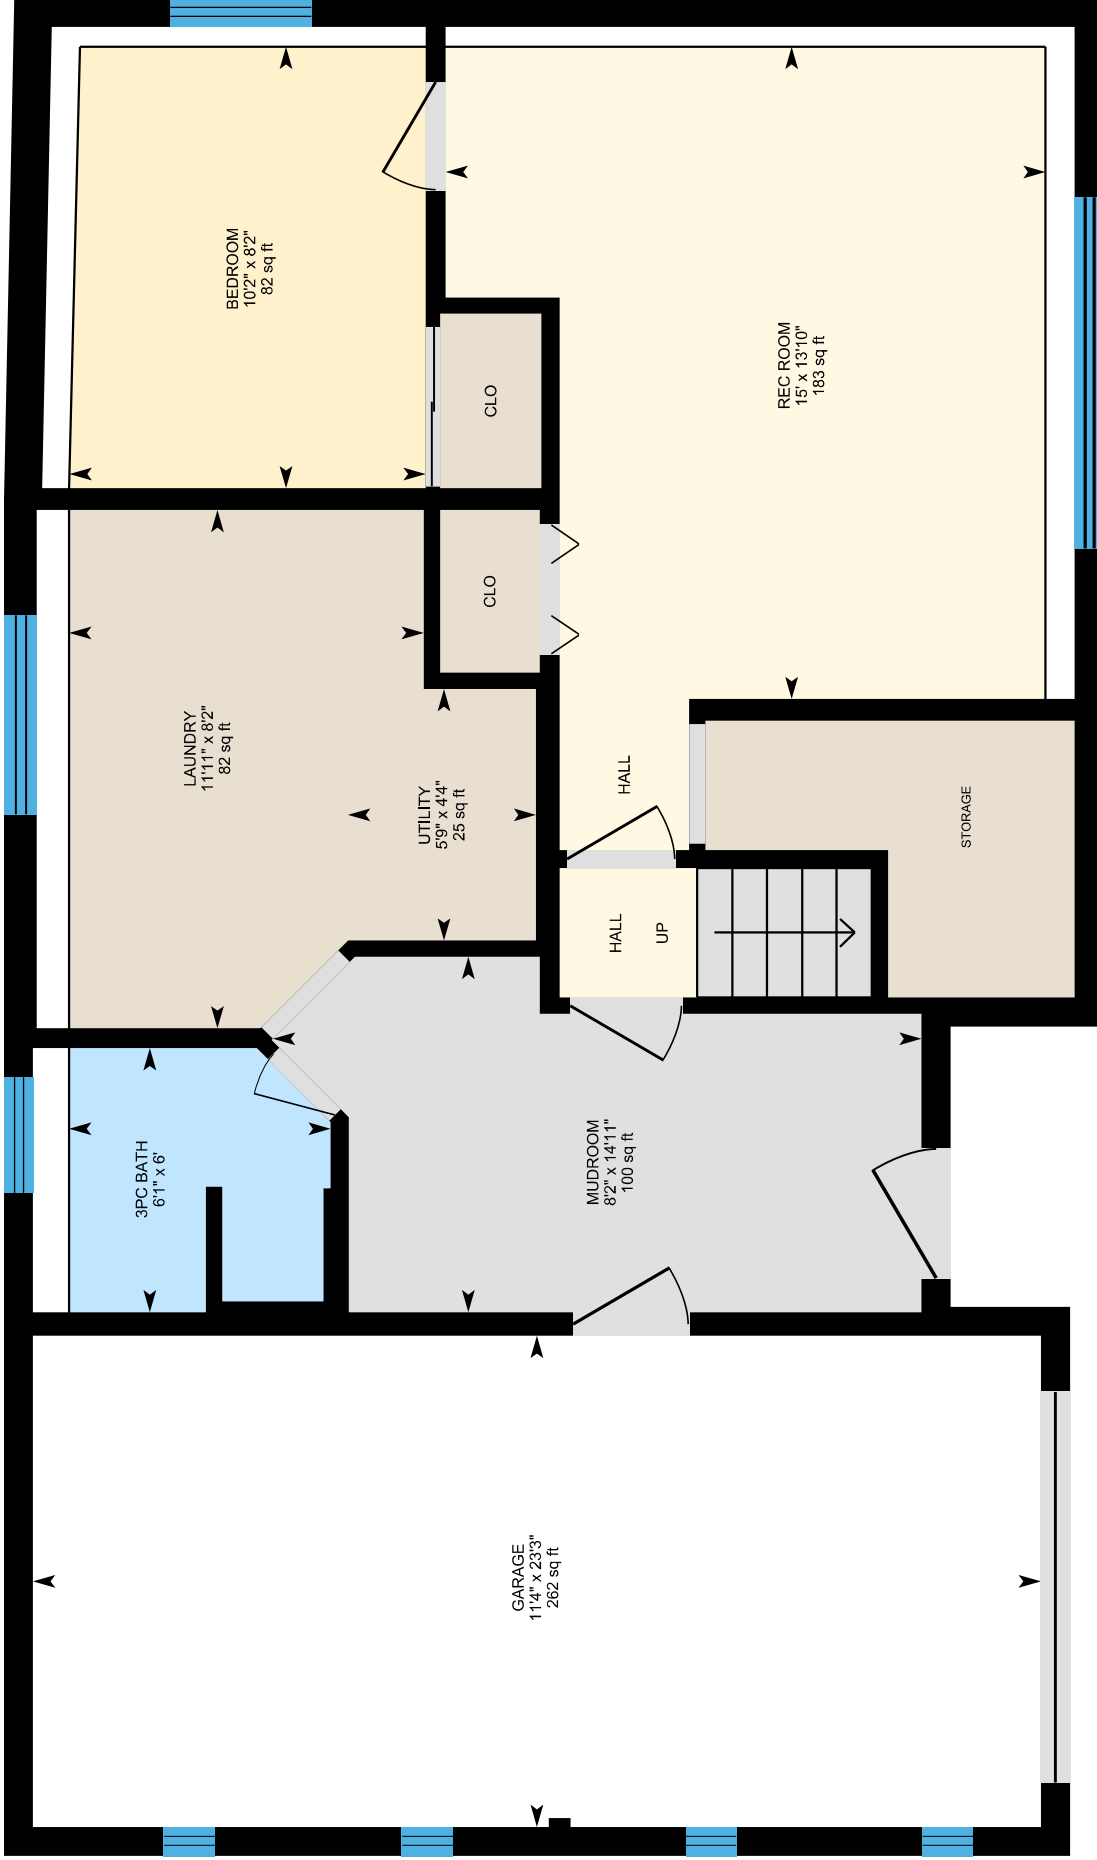 BEDROOM
10'2" x 8'2"
82 sq ft
REC ROOM
15' x 13'10"
183 sq ft
CLO
CLO
LAUNDRY
11'11" x 8'2"
82 sq ft
UTILITY
5'9" x 4'4"
25 sq ft
HALL
STORAGE
HALL
UP
3PC BATH
6'1" x 6'
MUDROOM
8'2" x 14'11"
100 sq ft
GARAGE
11'4" x 23'3"
262 sq ft